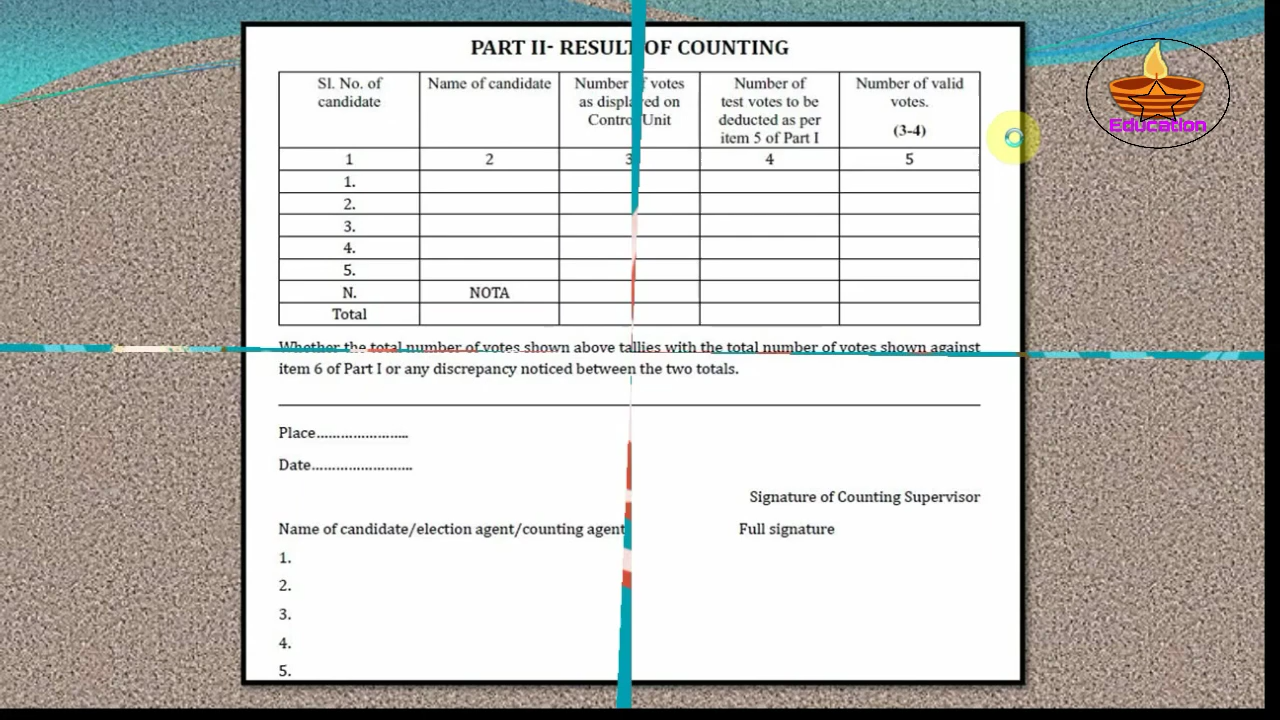 PART II- RESULT OF COUNTING
Sl. No. of candidate | Name of candidate | Number of votes as displayed on Control Unit | Number of test votes to be deducted as per item 5 of Part I | Number of valid votes. (3-4)
1 | 2 | 3 | 4 | 5
1.
2.
3.
4.
5.
N. | NOTA
Total
Whether the total number of votes shown above tallies with the total number of votes shown against
item 6 of Part I or any discrepancy noticed between the two totals.
Place.......................
Date.........................
Signature of Counting Supervisor
Name of candidate/election agent/counting agent Full signature
1.
2.
3.
4.
5.
Education